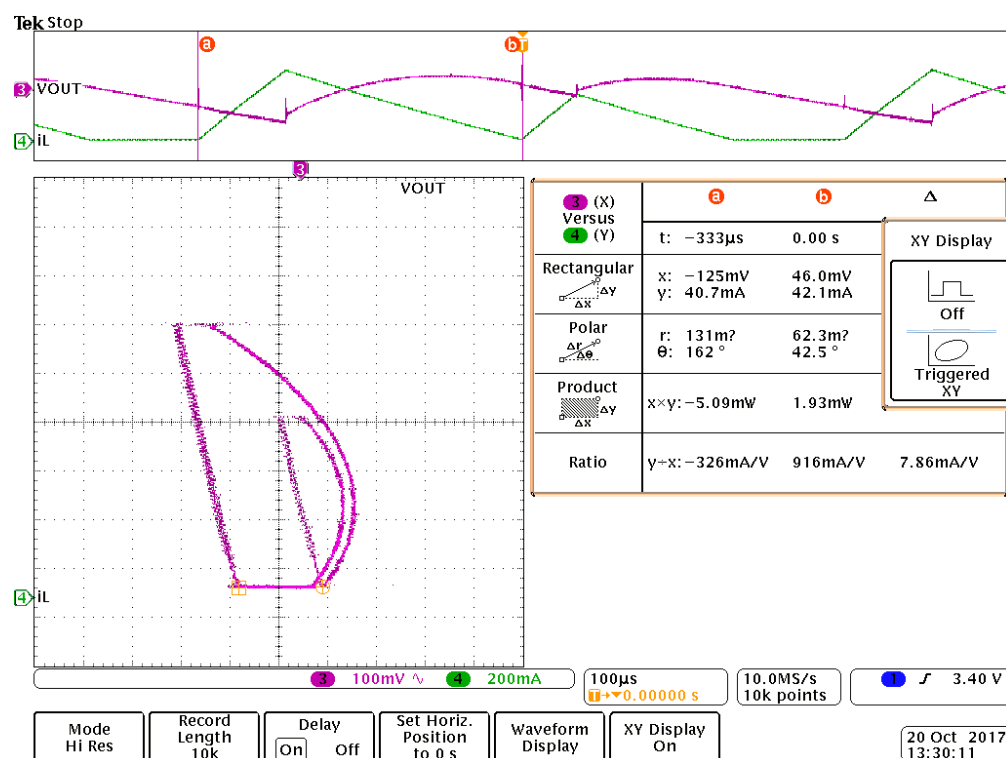 Tek Stop
a
b
T
3 VOUT
4 iL
3
VOUT
4 iL
3 (X)
Versus
4 (Y)
a b Δ
t: −333µs 0.00 s
Rectangular
Δy
Δx
x: −125mV 46.0mV
y: 40.7mA 42.1mA
Polar
Δr
Δθ
r: 131m? 62.3m?
θ: 162 ° 42.5 °
Product
Δy
Δx
x×y:−5.09mW 1.93mW
Ratio y÷x:−326mA/V 916mA/V 7.86mA/V
XY Display
Off
Triggered
XY
3 100mV ∿ 4 200mA
100µs
T→▼0.00000 s
10.0MS/s
10k points
1 ƒ 3.40 V
Mode
Hi Res
Record
Length
10k
Delay
On Off
Set Horiz.
Position
to 0 s
Waveform
Display
XY Display
On
20 Oct 2017
13:30:11